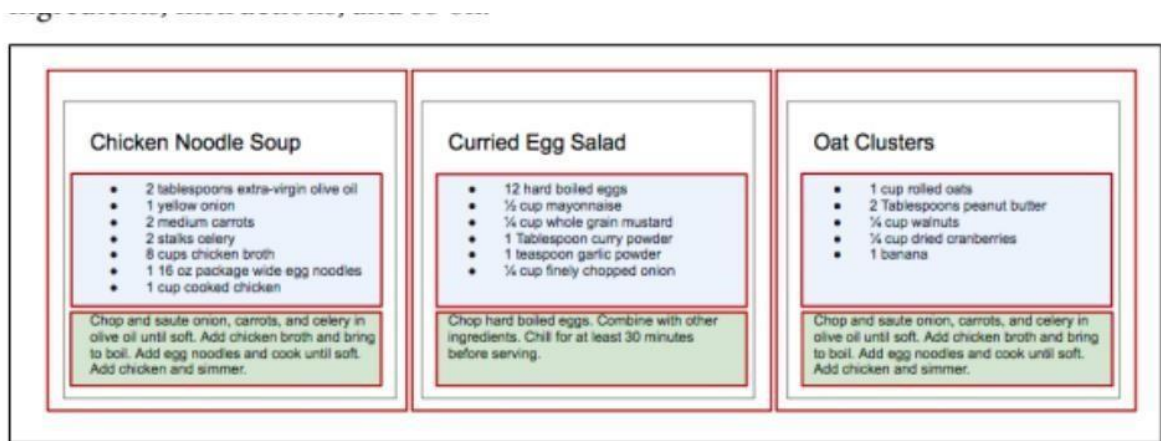 Chicken Noodle Soup
• 2 tablespoons extra-virgin olive oil
• 1 yellow onion
• 2 medium carrots
• 2 stalks celery
• 8 cups chicken broth
• 1 16 oz package wide egg noodles
• 1 cup cooked chicken
Chop and saute onion, carrots, and celery in
olive oil until soft. Add chicken broth and bring
to boil. Add egg noodles and cook until soft.
Add chicken and simmer.
Curried Egg Salad
• 12 hard boiled eggs
• ½ cup mayonnaise
• ¼ cup whole grain mustard
• 1 Tablespoon curry powder
• 1 teaspoon garlic powder
• ¼ cup finely chopped onion
Chop hard boiled eggs. Combine with other
ingredients. Chill for at least 30 minutes
before serving.
Oat Clusters
• 1 cup rolled oats
• 2 Tablespoons peanut butter
• ¼ cup walnuts
• ¼ cup dried cranberries
• 1 banana
Chop and saute onion, carrots, and celery in
olive oil until soft. Add chicken broth and bring
to boil. Add egg noodles and cook until soft.
Add chicken and simmer.